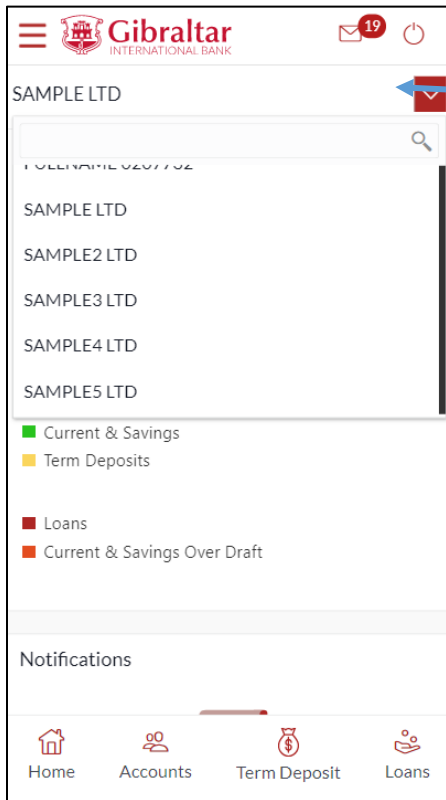 Gibraltar
INTERNATIONAL BANK
19
SAMPLE LTD
SAMPLE LTD
SAMPLE2 LTD
SAMPLE3 LTD
SAMPLE4 LTD
SAMPLE5 LTD
Current & Savings
Term Deposits
Loans
Current & Savings Over Draft
Notifications
Home Accounts Term Deposit Loans